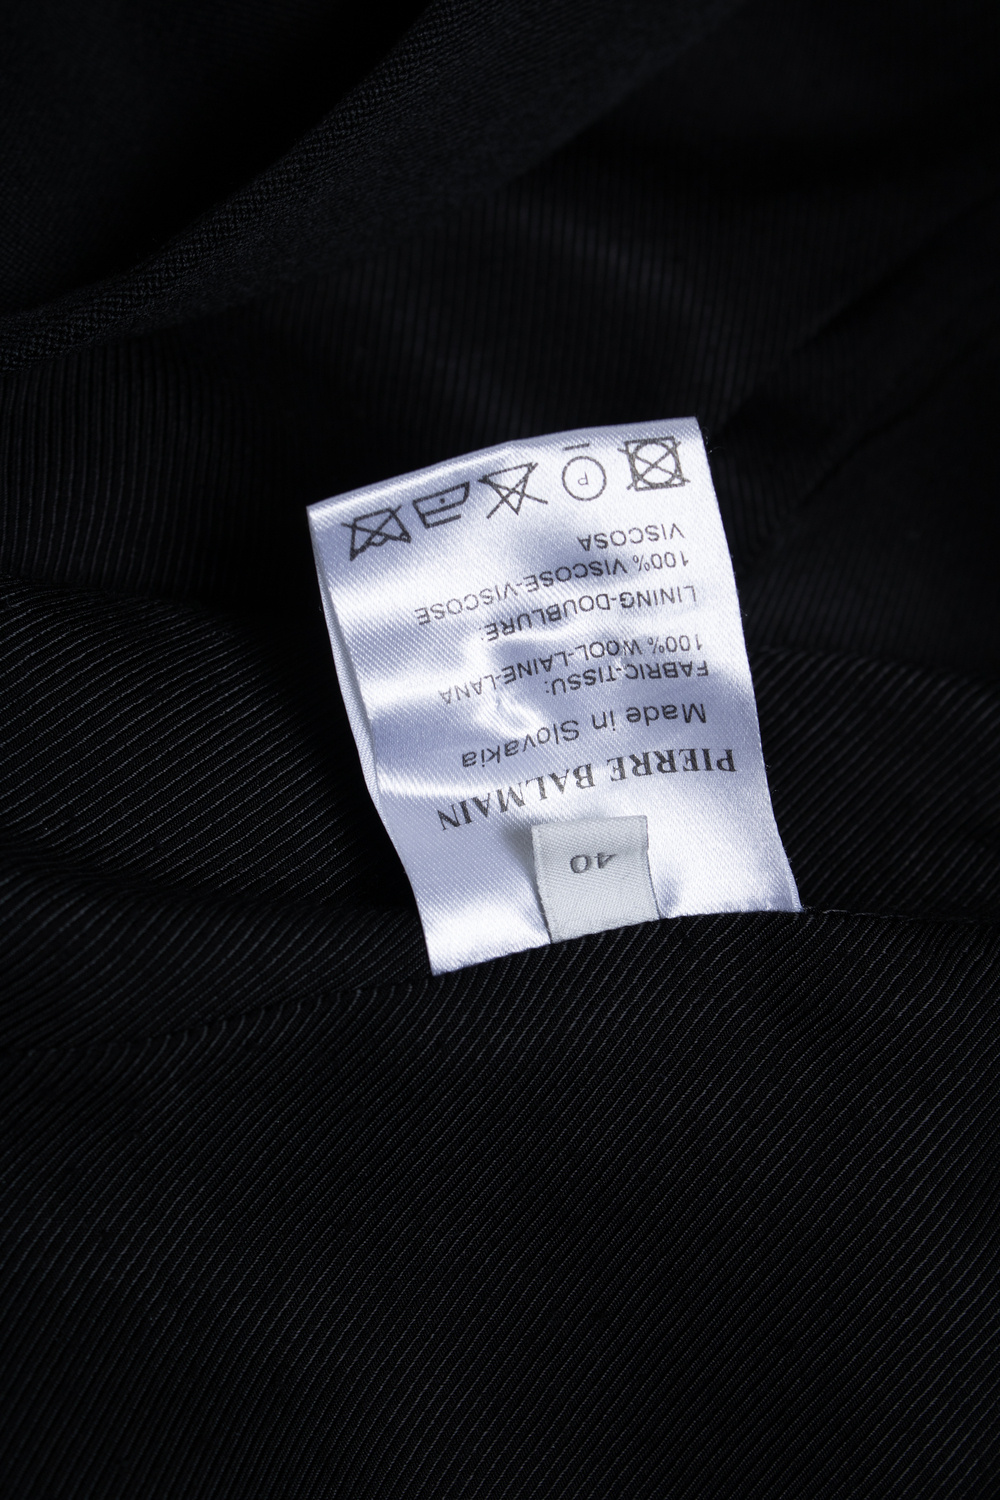 40
PIERRE BALMAIN
Made in Slovakia
FABRIC-TISSU:
100% WOOL-LAINE-LANA
LINING-DOUBLURE:
100% VISCOSE-VISCOSE
VISCOSA
P